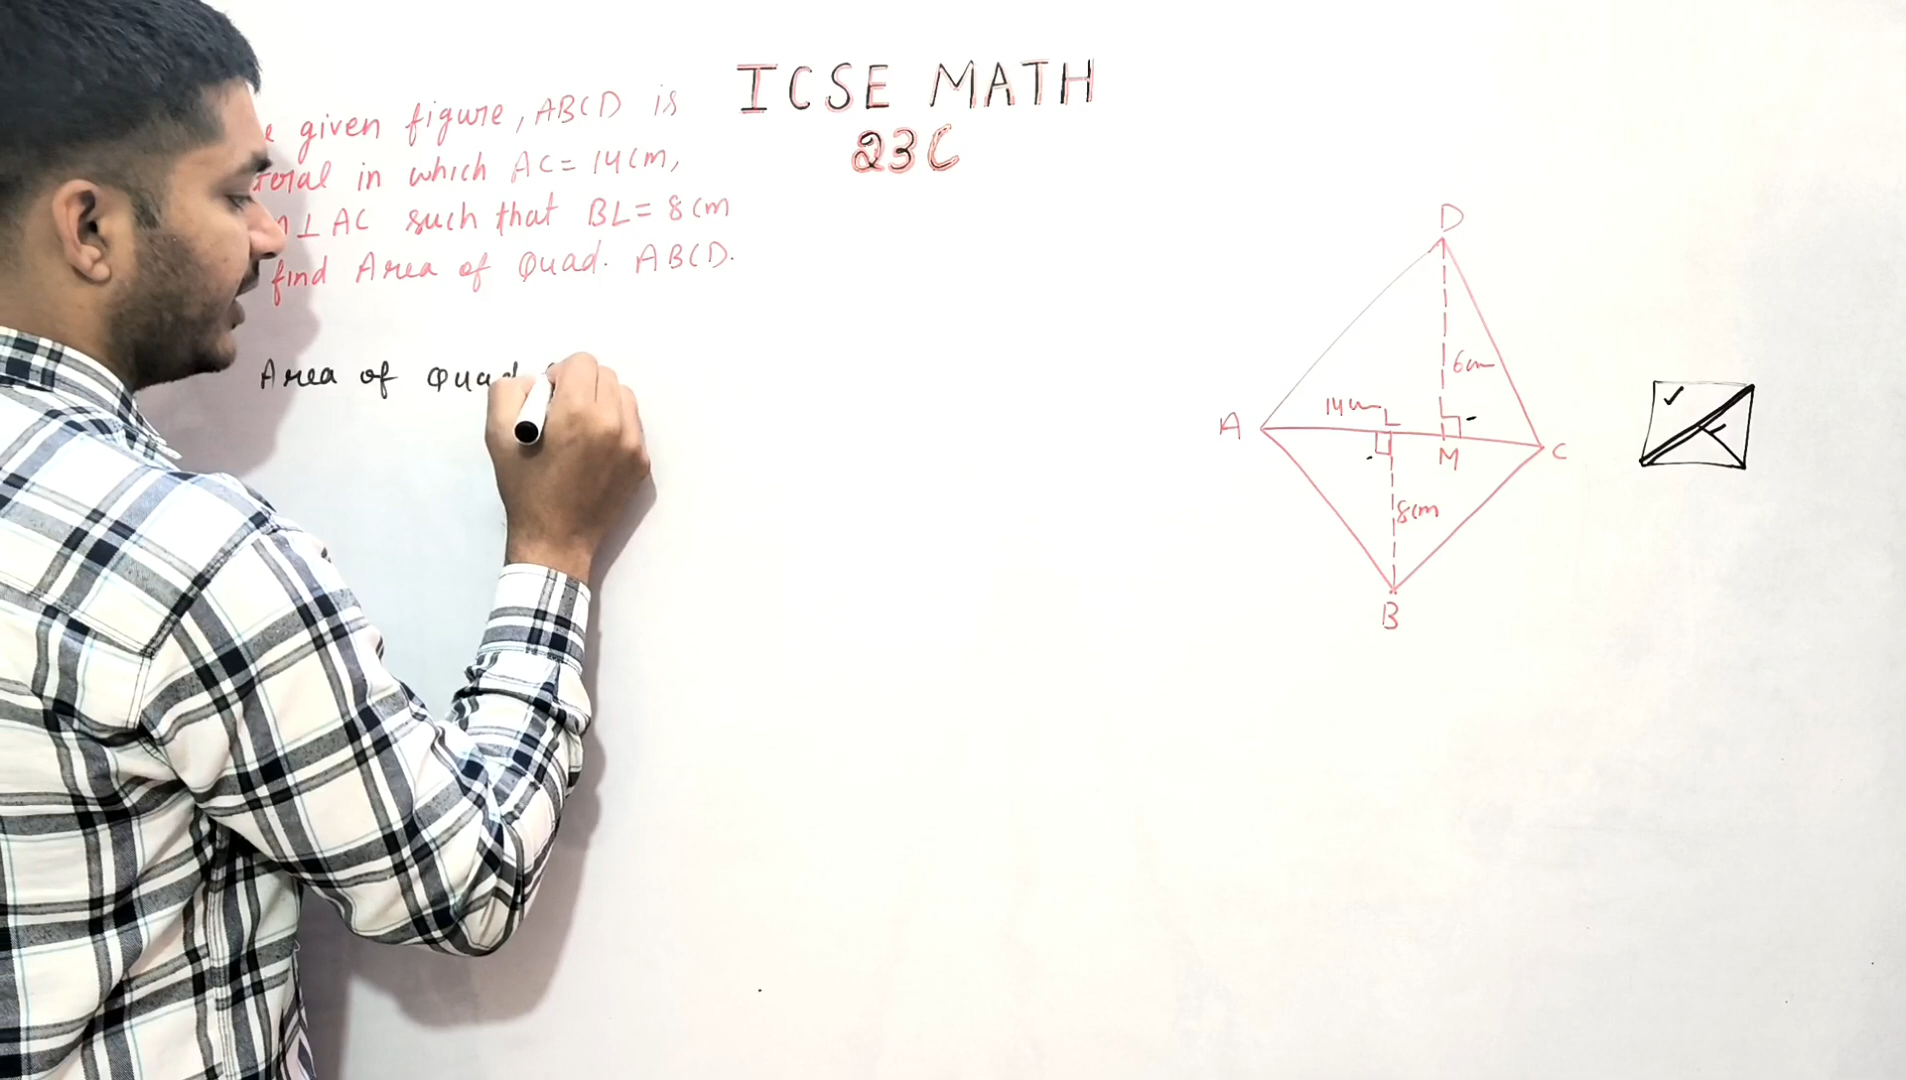 ICSE MATH
23C
given figure, ABCD is
in which AC = 14cm,
⊥ AC such that BL = 8cm
find Area of Quad. ABCD.
Area of Quad
D
6cm
14cm
L
A
M
C
8cm
B